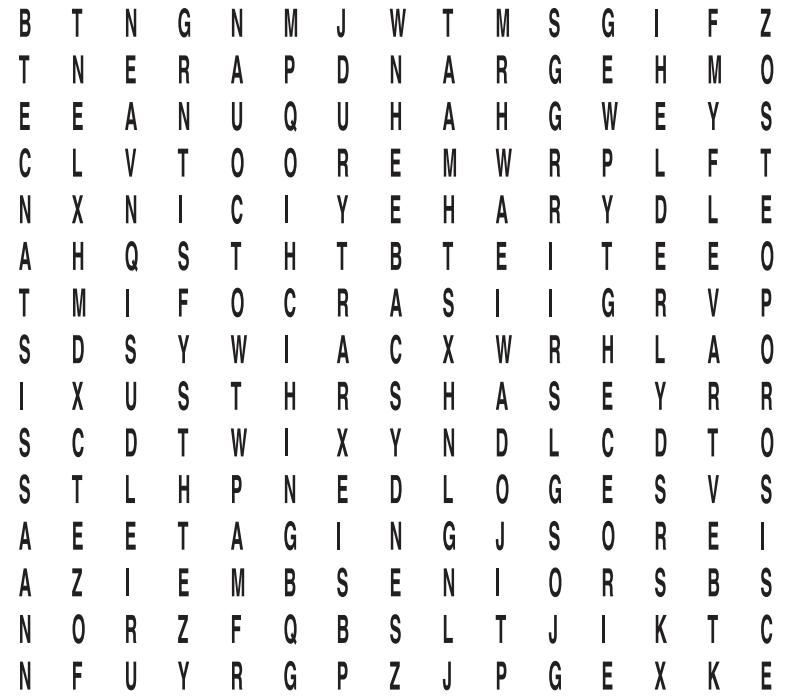 B T N G N M J W T M S G I F Z
T N E R A P D N A R G E H M O
E E A N U Q U H A H G W E Y S
C L V T O O R E M W R P L F T
N X N I C I Y E H A R Y D L E
A H Q S T H T B T E I T E E O
T M I F O C R A S I I G R V P
S D S Y W I A C X W R H L A O
I X U S T H R S H A S E Y R R
S C D T W I X Y N D L C D T O
S T L H P N E D L O G E S V S
A E E T A G I N G J S O R E I
A Z I E M B S E N I O R S B S
N O R Z F Q B S L T J I K T C
N F U Y R G P Z J P G E X K E